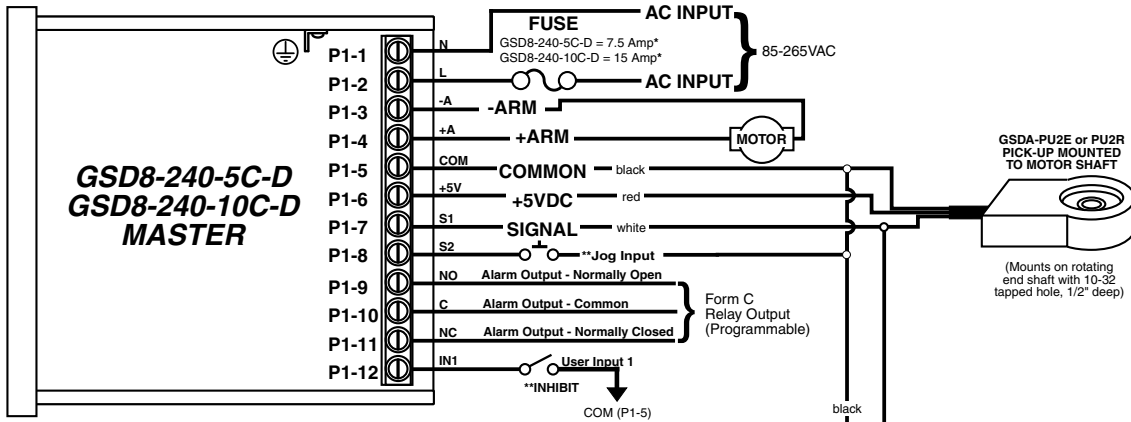 AC INPUT
FUSE
GSD8-240-5C-D = 7.5 Amp*
GSD8-240-10C-D = 15 Amp*
85-265VAC
P1-1
N
P1-2
L
AC INPUT
P1-3
-A
-ARM
P1-4
+A
+ARM
MOTOR
GSDA-PU2E or PU2R
PICK-UP MOUNTED
TO MOTOR SHAFT
P1-5
COM
COMMON
black
GSD8-240-5C-D
GSD8-240-10C-D
MASTER
P1-6
+5V
+5VDC
red
P1-7
S1
SIGNAL
white
P1-8
S2
**Jog Input
(Mounts on rotating
end shaft with 10-32
tapped hole, 1/2" deep)
P1-9
NO
Alarm Output - Normally Open
P1-10
C
Alarm Output - Common
Form C
Relay Output
(Programmable)
P1-11
NC
Alarm Output - Normally Closed
P1-12
IN1
User Input 1
**INHIBIT
COM (P1-5)
black